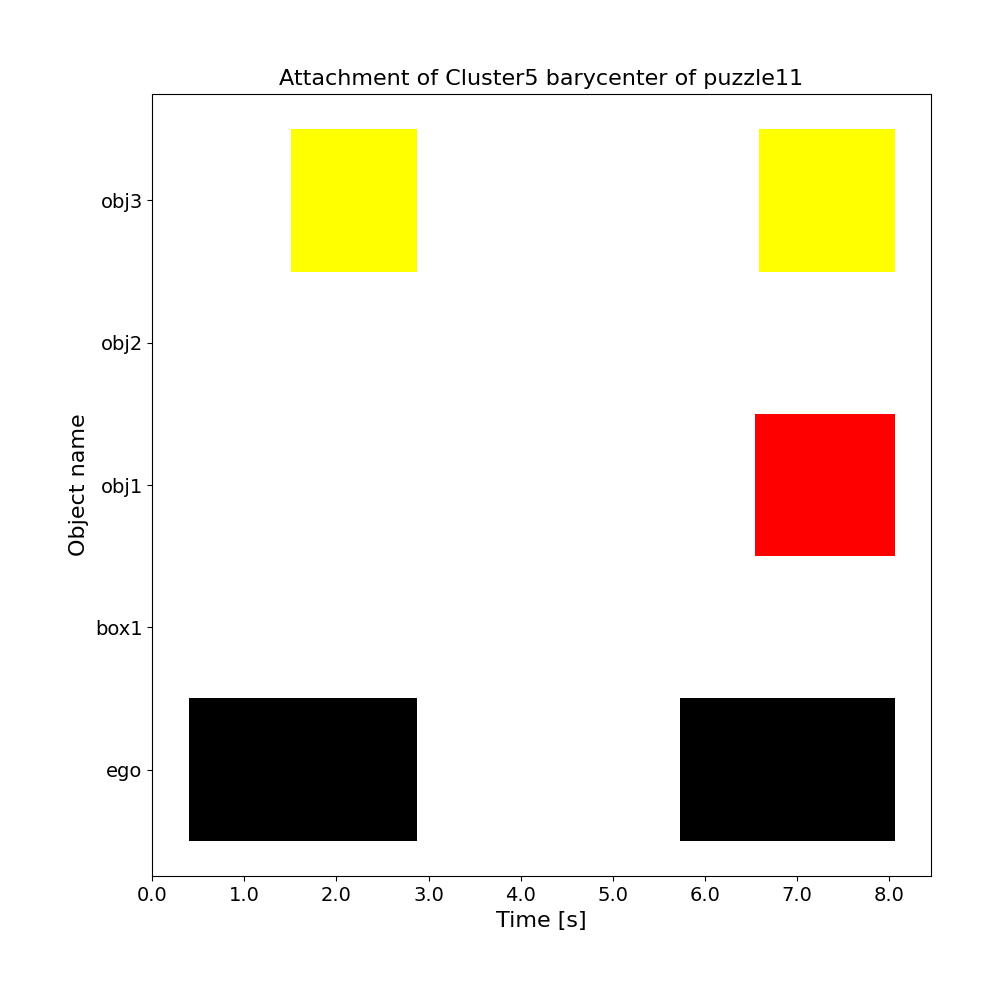 Attachment of Cluster5 barycenter of puzzle11
obj3
obj2
obj1
box1
ego
Object name
0.0 1.0 2.0 3.0 4.0 5.0 6.0 7.0 8.0
Time [s]